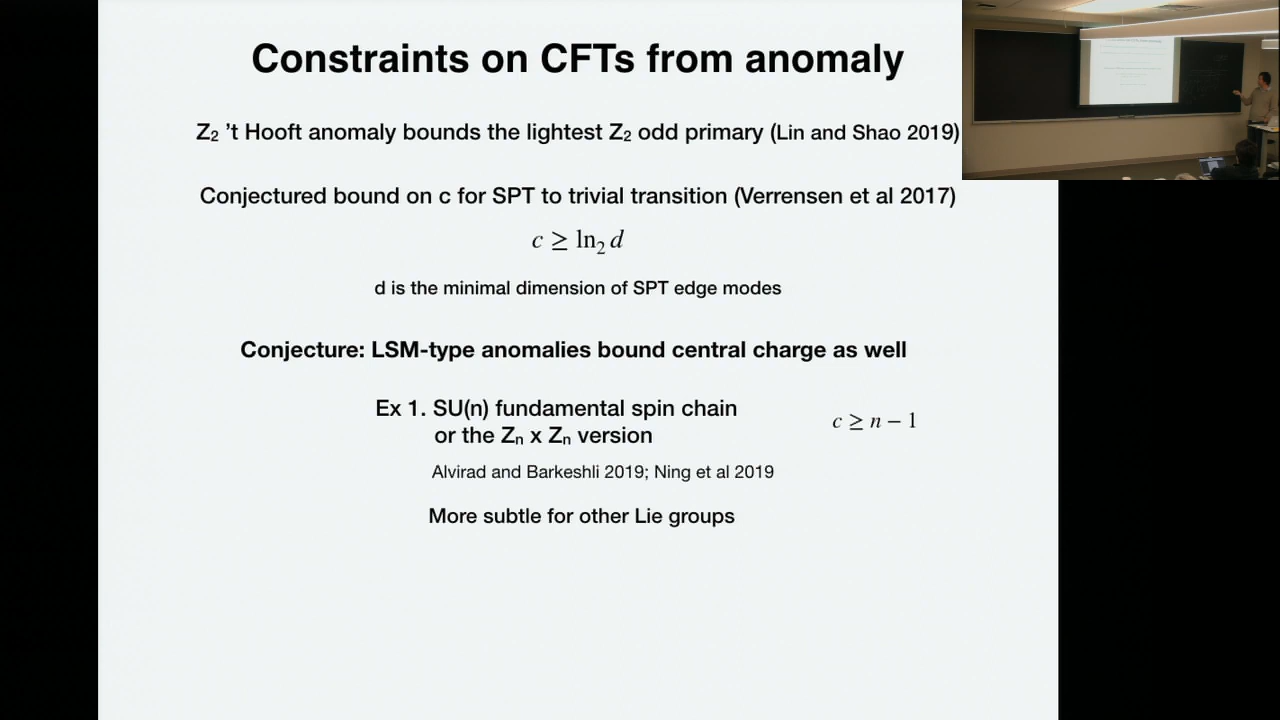 Constraints on CFTs from anomaly
Z₂ ’t Hooft anomaly bounds the lightest Z₂ odd primary (Lin and Shao 2019)
Conjectured bound on c for SPT to trivial transition (Verrensen et al 2017)
c ≥ ln₂ d
d is the minimal dimension of SPT edge modes
Conjecture: LSM-type anomalies bound central charge as well
Ex 1. SU(n) fundamental spin chain
or the Zₙ x Zₙ version
c ≥ n − 1
Alvirad and Barkeshli 2019; Ning et al 2019
More subtle for other Lie groups